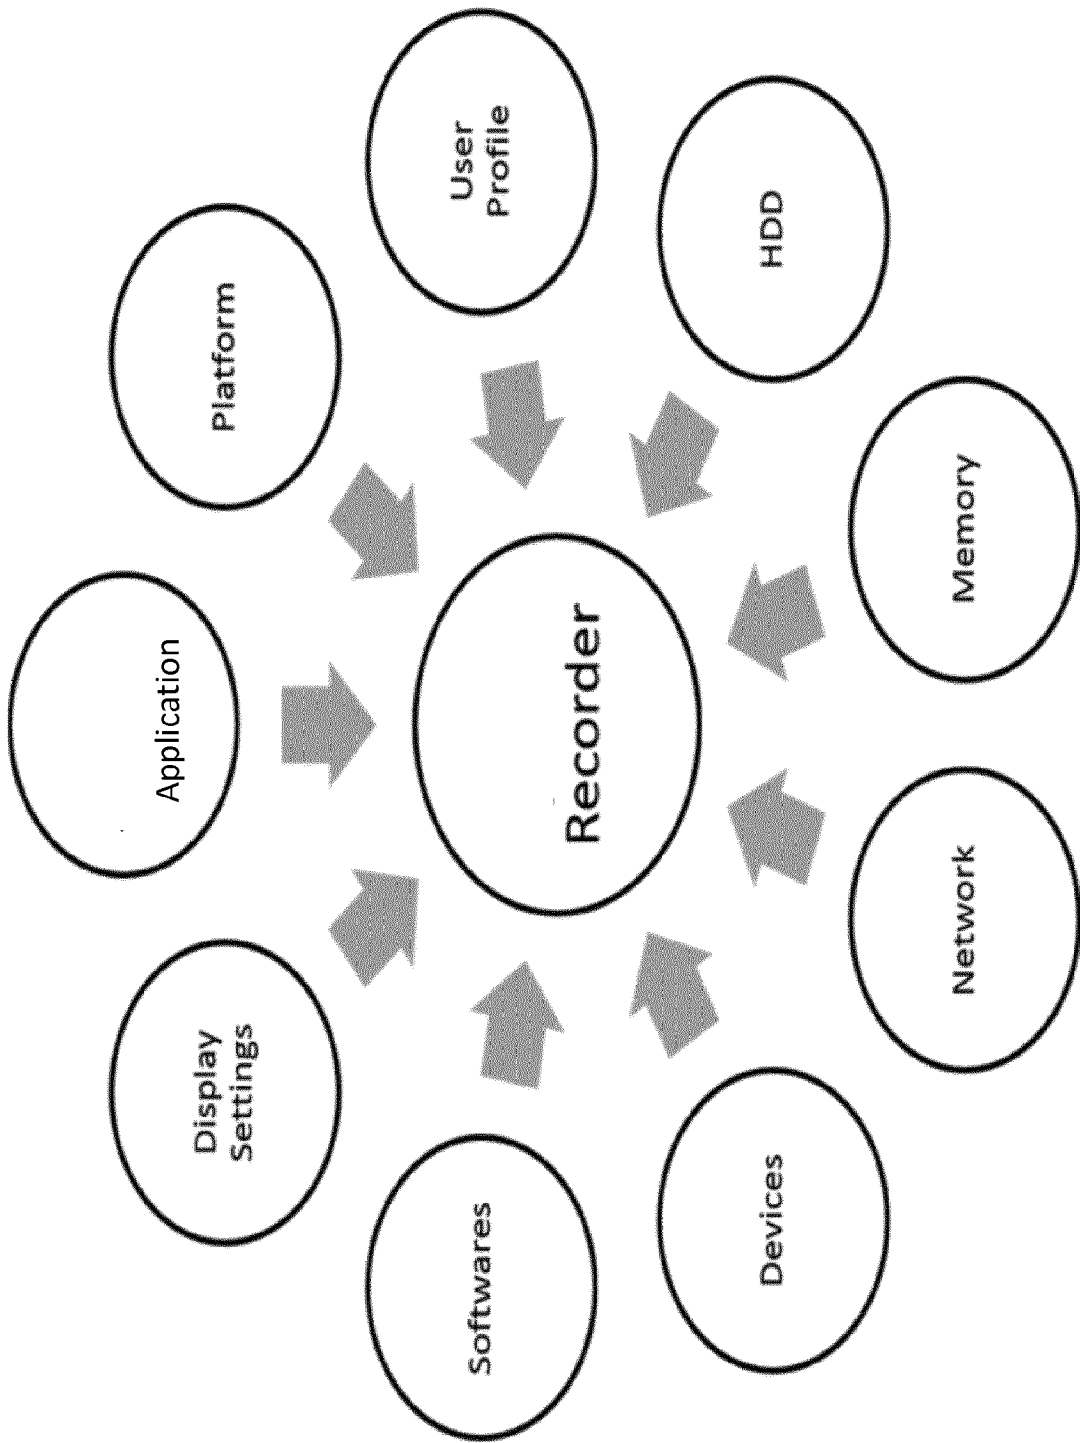 Application
Platform
User
Profile
HDD
Memory
Network
Devices
Softwares
Display
Settings
Recorder